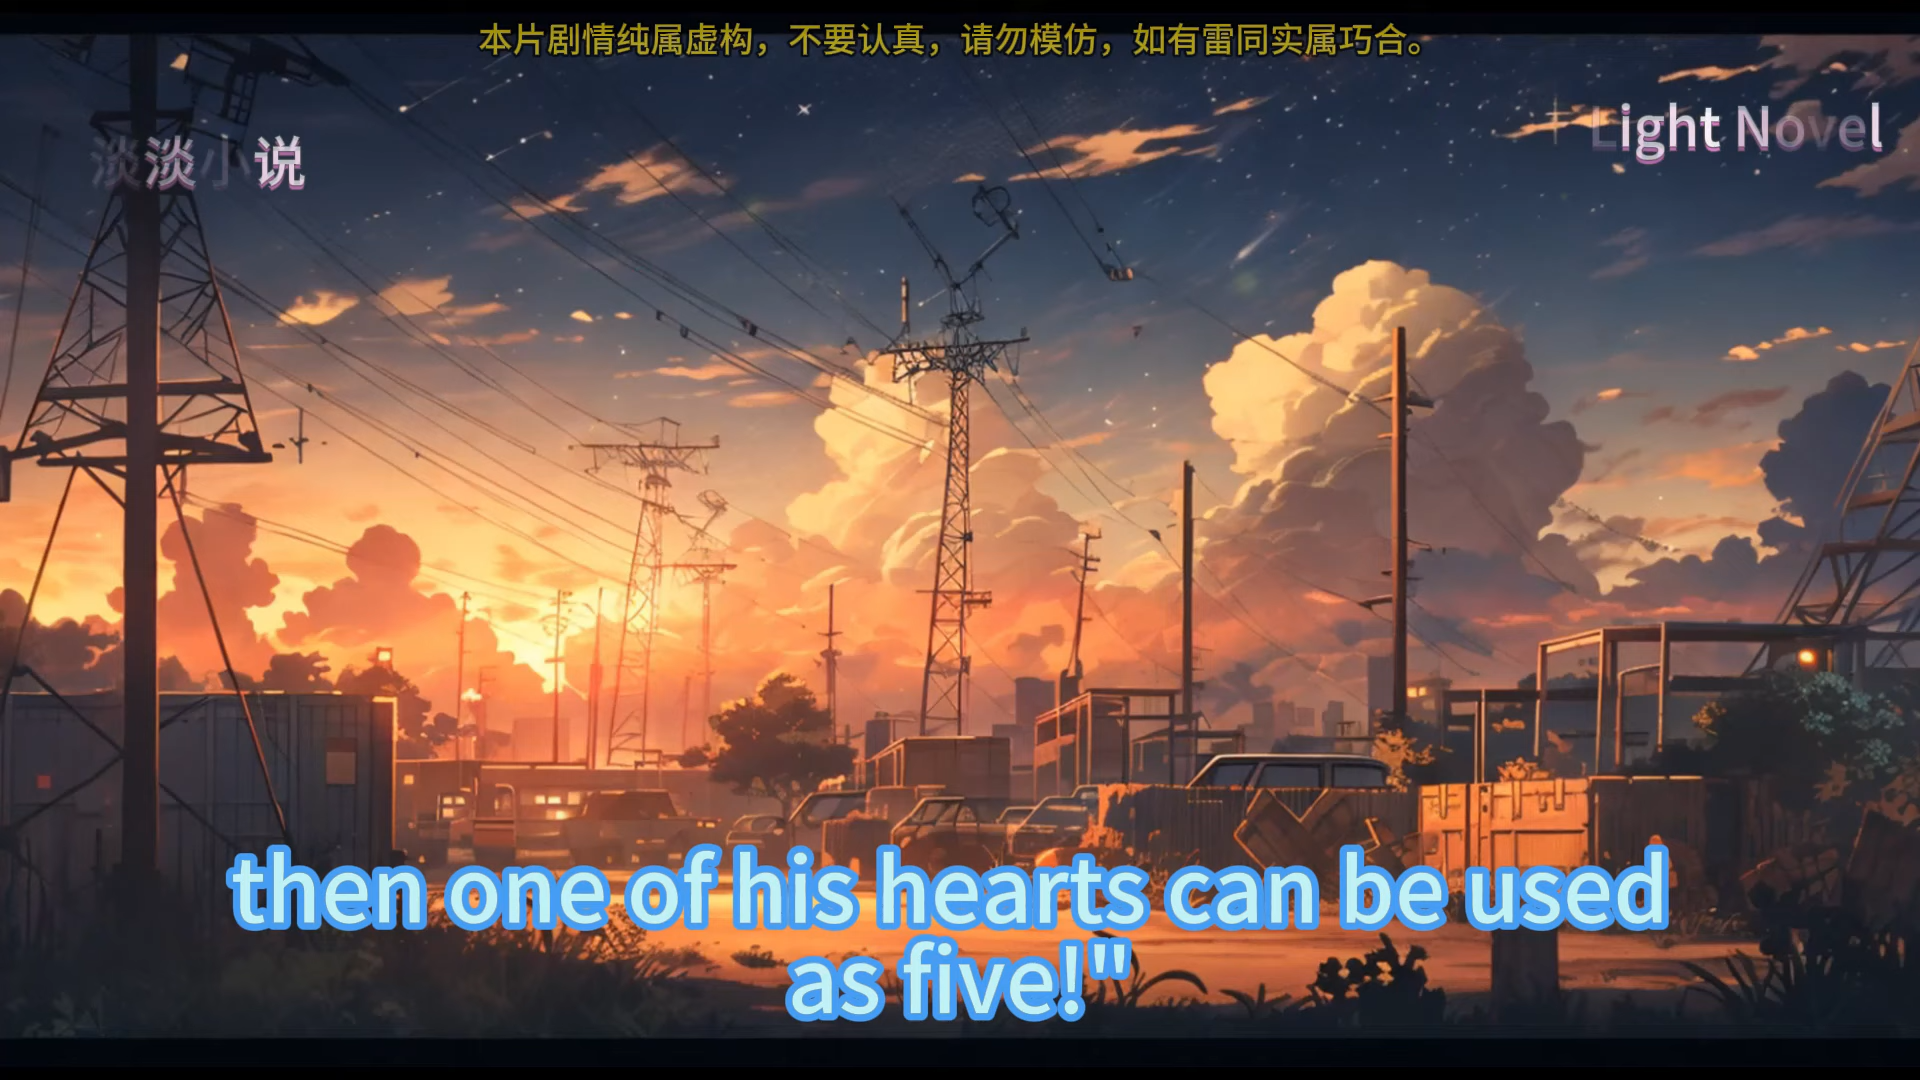 本片剧情纯属虚构，不要认真，请勿模仿，如有雷同实属巧合。
淡淡小说
Light Novel
then one of his hearts can be used
as five!"